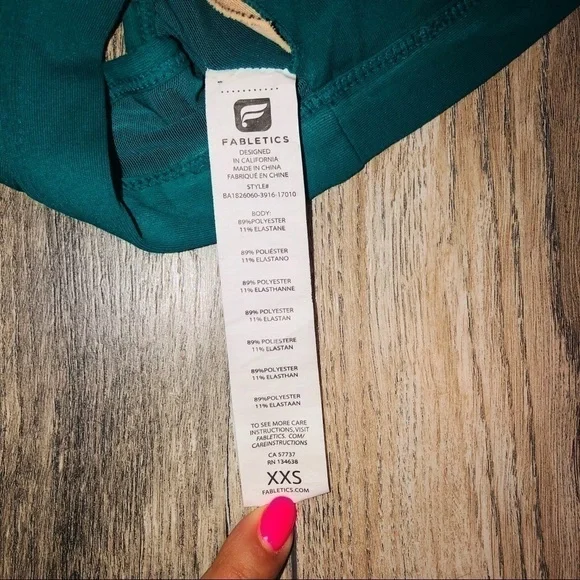 FABLETICS
DESIGNED
IN CALIFORNIA
MADE IN CHINA
FABRIQUÉ EN CHINE
STYLE#
BA1826060-3916-17010
BODY:
89%POLYESTER
11% ELASTANE
89% POLIÉSTER
11% ELASTANO
89% POLYESTER
11% ELASTHANNE
89% POLYESTER
11% ELASTAN
89% POLIESTERE
11% ELASTAN
89%POLYESTER
11% ELASTHAN
89%POLYESTER
11% ELASTAAN
TO SEE MORE CARE
INSTRUCTIONS, VISIT
FABLETICS. COM/
CAREINSTRUCTIONS
CA 57737
RN 134638
XXS
FABLETICS.COM